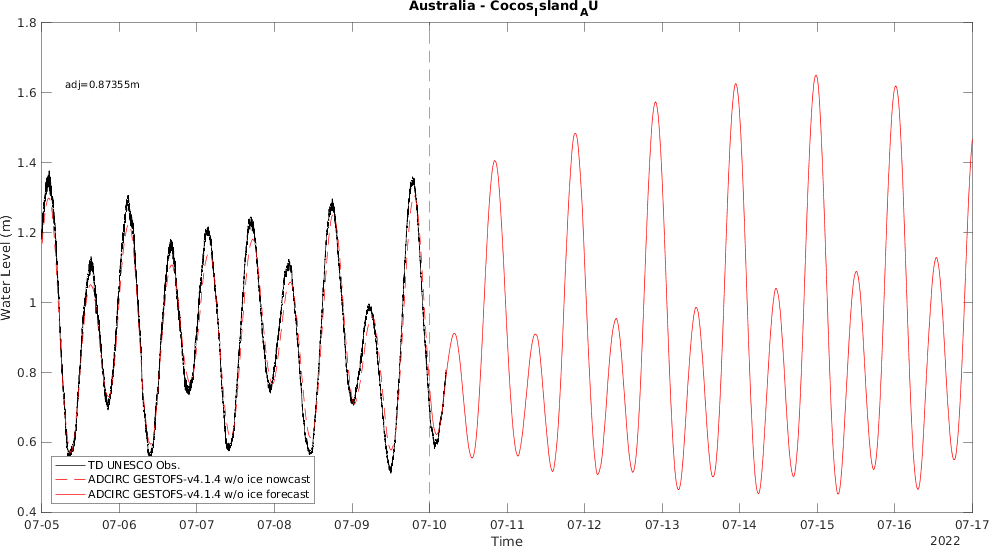 Australia - CocosIslandAU
1.8
adj=0.87355m
1.6
1.4
1.2
1
0.8
0.6
0.4
Water Level (m)
TD UNESCO Obs.
ADCIRC GESTOFS-v4.1.4 w/o ice nowcast
ADCIRC GESTOFS-v4.1.4 w/o ice forecast
07-05 07-06 07-07 07-08 07-09 07-10 07-11 07-12 07-13 07-14 07-15 07-16 07-17
Time
2022